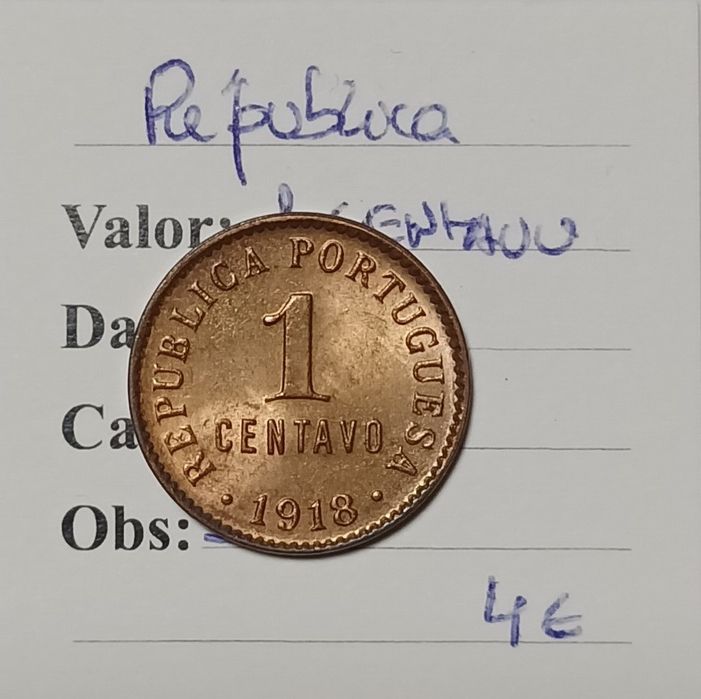 Republica
Valor: 1 CENTAVO
Da
Ca
Obs:
4€
REPUBLICA PORTUGUESA
1
CENTAVO
• 1918 •